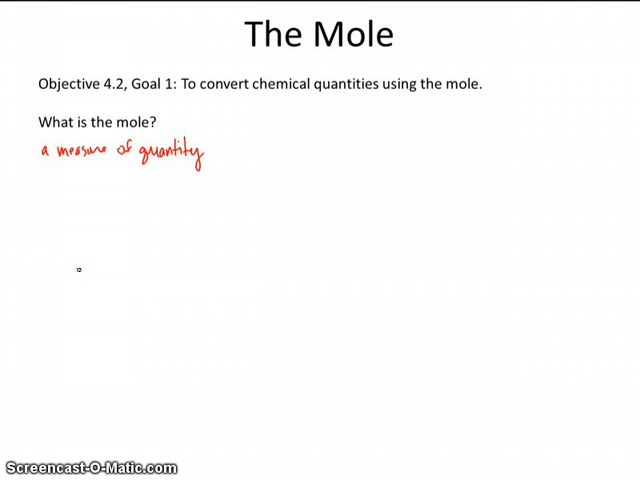 The Mole
Objective 4.2, Goal 1: To convert chemical quantities using the mole.
What is the mole?
a measure of quantity
Screencast-O-Matic.com